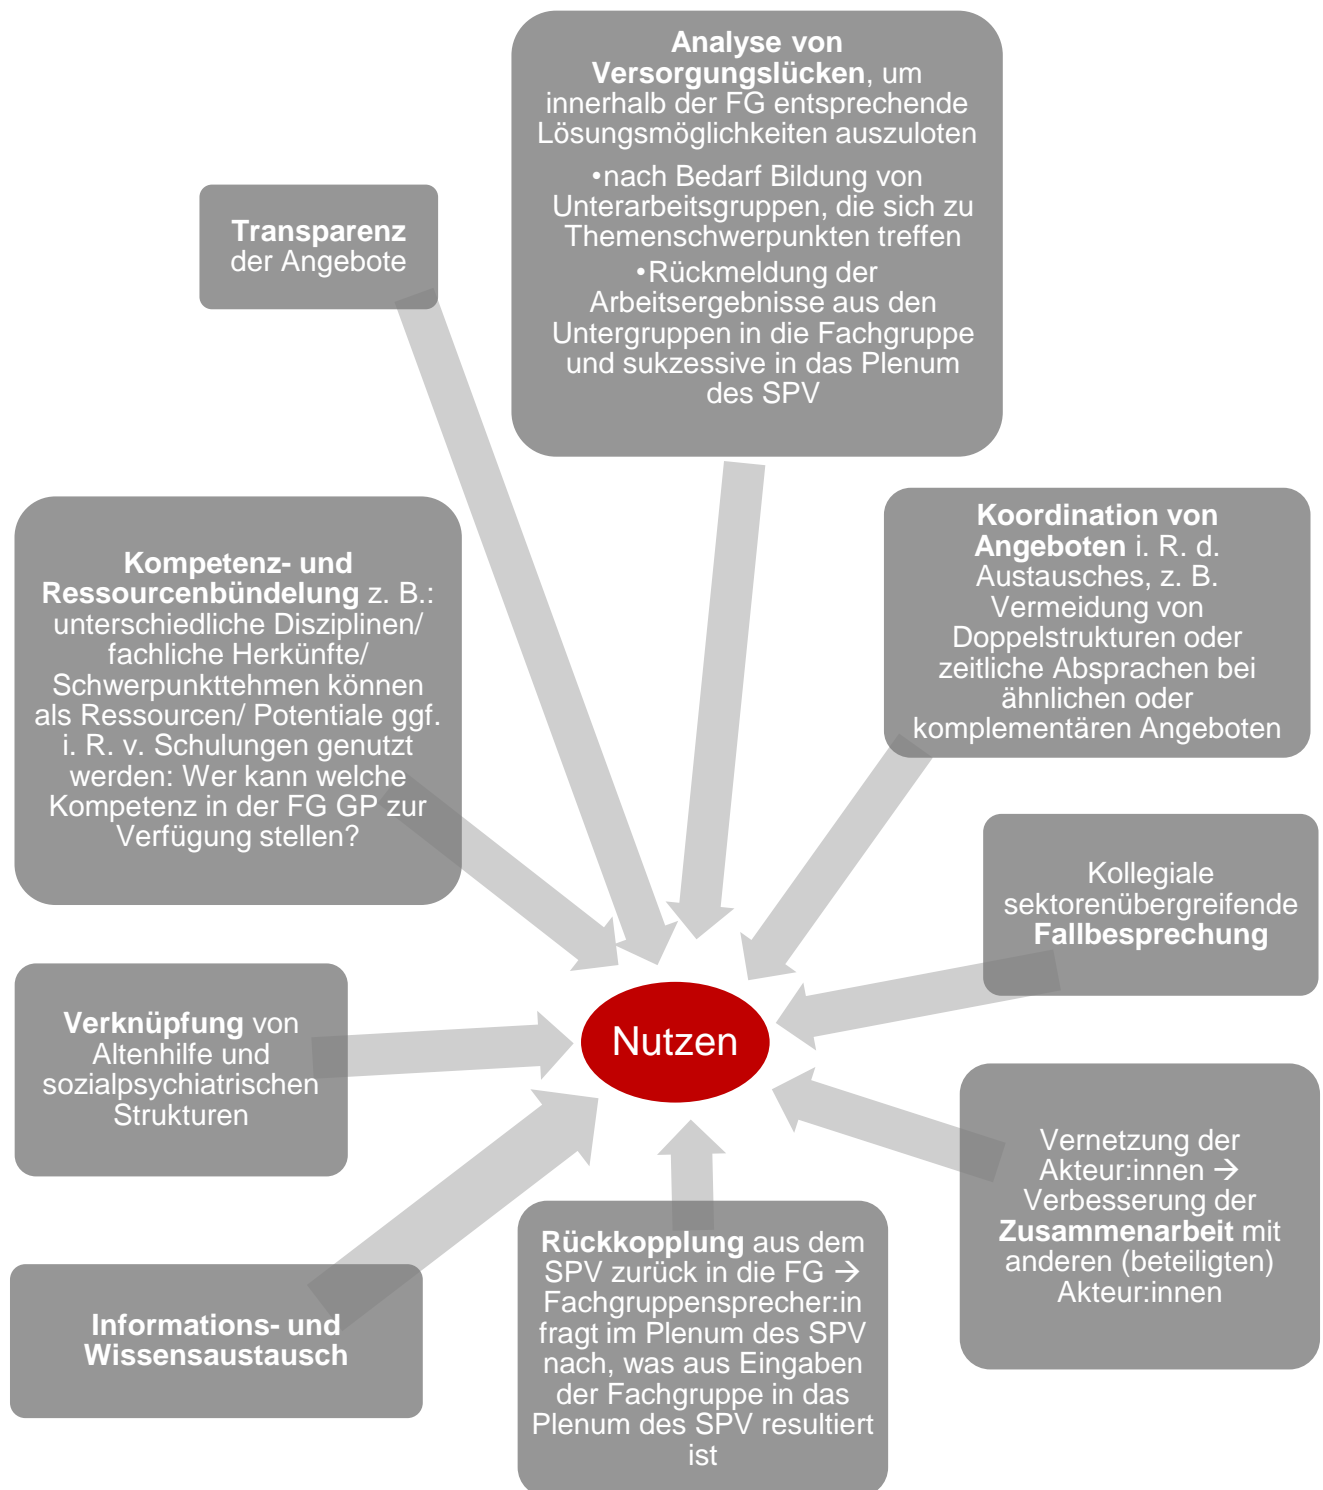 Analyse von
Versorgungslücken, um
innerhalb der FG entsprechende
Lösungsmöglichkeiten auszuloten
•nach Bedarf Bildung von
Unterarbeitsgruppen, die sich zu
Themenschwerpunkten treffen
•Rückmeldung der
Arbeitsergebnisse aus den
Untergruppen in die Fachgruppe
und sukzessive in das Plenum
des SPV
Transparenz
der Angebote
Kompetenz- und
Ressourcenbündelung z. B.:
unterschiedliche Disziplinen/
fachliche Herkünfte/
Schwerpunkttehmen können
als Ressourcen/ Potentiale ggf.
i. R. v. Schulungen genutzt
werden: Wer kann welche
Kompetenz in der FG GP zur
Verfügung stellen?
Koordination von
Angeboten i. R. d.
Austausches, z. B.
Vermeidung von
Doppelstrukturen oder
zeitliche Absprachen bei
ähnlichen oder
komplementären Angeboten
Kollegiale
sektorenübergreifende
Fallbesprechung
Verknüpfung von
Altenhilfe und
sozialpsychiatrischen
Strukturen
Nutzen
Vernetzung der
Akteur:innen →
Verbesserung der
Zusammenarbeit mit
anderen (beteiligten)
Akteur:innen
Informations- und
Wissensaustausch
Rückkopplung aus dem
SPV zurück in die FG →
Fachgruppensprecher:in
fragt im Plenum des SPV
nach, was aus Eingaben
der Fachgruppe in das
Plenum des SPV resultiert
ist